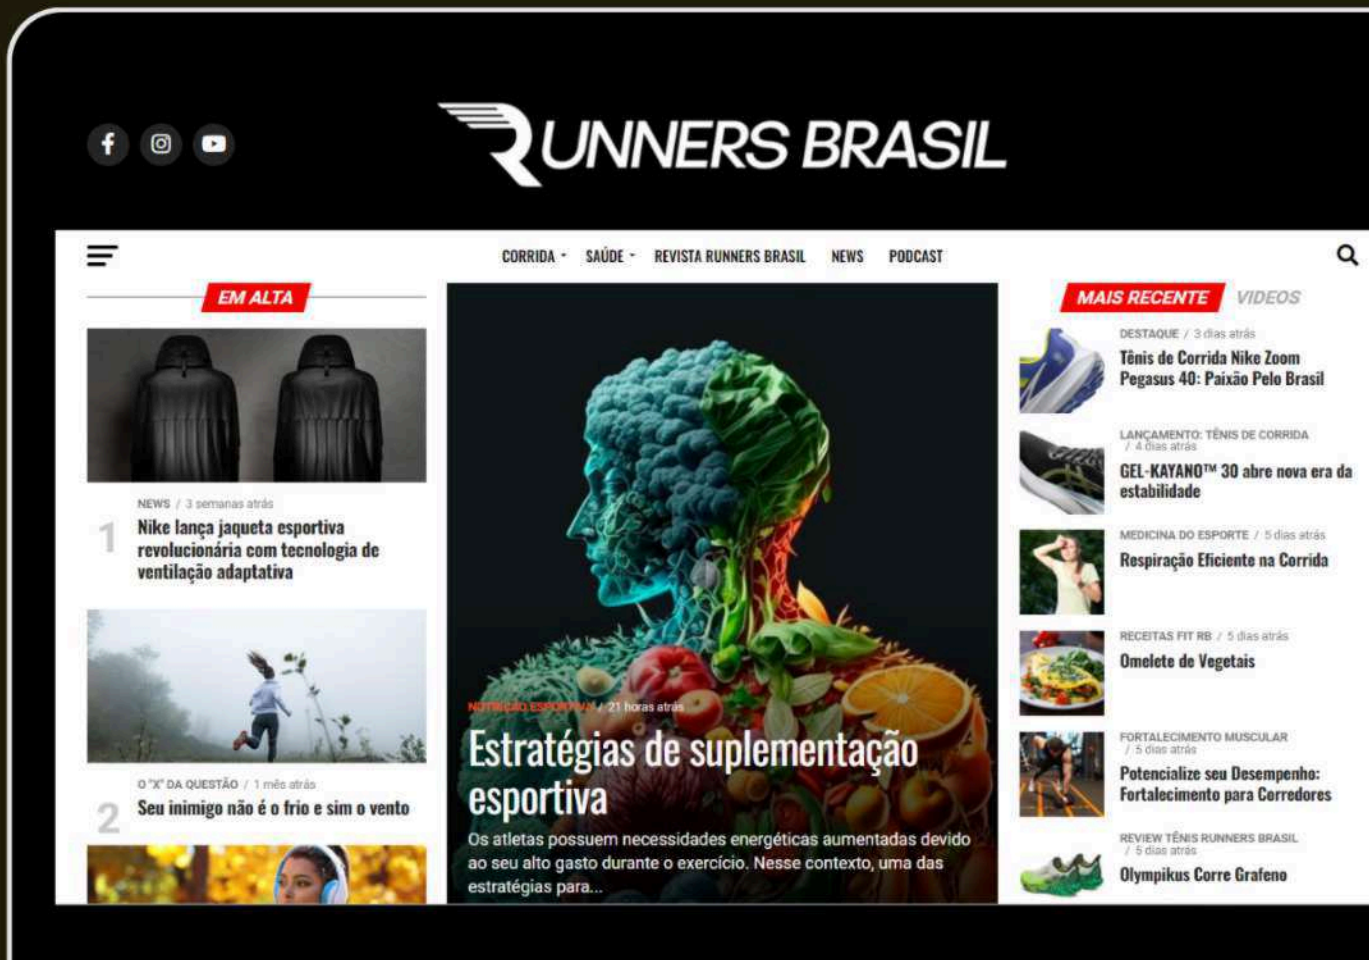 RUNNERS BRASIL
CORRIDA
SAÚDE
REVISTA RUNNERS BRASIL
NEWS
PODCAST
EM ALTA
NEWS / 3 semanas atrás
1
Nike lança jaqueta esportiva
revolucionária com tecnologia de
ventilação adaptativa
O "X" DA QUESTÃO / 1 mês atrás
2
Seu inimigo não é o frio e sim o vento
NUTRIÇÃO ESPORTIVA / 21 horas atrás
Estratégias de suplementação
esportiva
Os atletas possuem necessidades energéticas aumentadas devido
ao seu alto gasto durante o exercício. Nesse contexto, uma das
estratégias para...
MAIS RECENTE
VIDEOS
DESTAQUE / 3 dias atrás
Tênis de Corrida Nike Zoom
Pegasus 40: Paixão Pelo Brasil
LANÇAMENTO: TÊNIS DE CORRIDA
/ 4 dias atrás
GEL-KAYANO™ 30 abre nova era da
estabilidade
MEDICINA DO ESPORTE / 5 dias atrás
Respiração Eficiente na Corrida
RECEITAS FIT RB / 5 dias atrás
Omelete de Vegetais
FORTALECIMENTO MUSCULAR
/ 5 dias atrás
Potencialize seu Desempenho:
Fortalecimento para Corredores
REVIEW TÊNIS RUNNERS BRASIL
/ 5 dias atrás
Olympikus Corre Grafeno